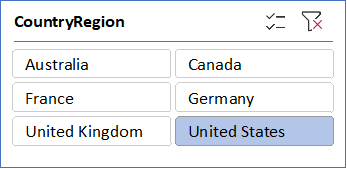 CountryRegion
Australia Canada
France Germany
United Kingdom United States